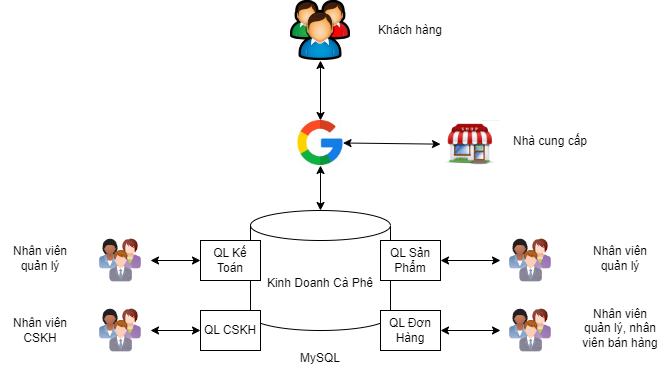 Khách hàng
Nhà cung cấp
Nhân viên
quản lý
QL Kế
Toán
QL Sản
Phẩm
Nhân viên
quản lý
Kinh Doanh Cà Phê
Nhân viên
CSKH
QL CSKH
QL Đơn
Hàng
Nhân viên
quản lý, nhân
viên bán hàng
MySQL